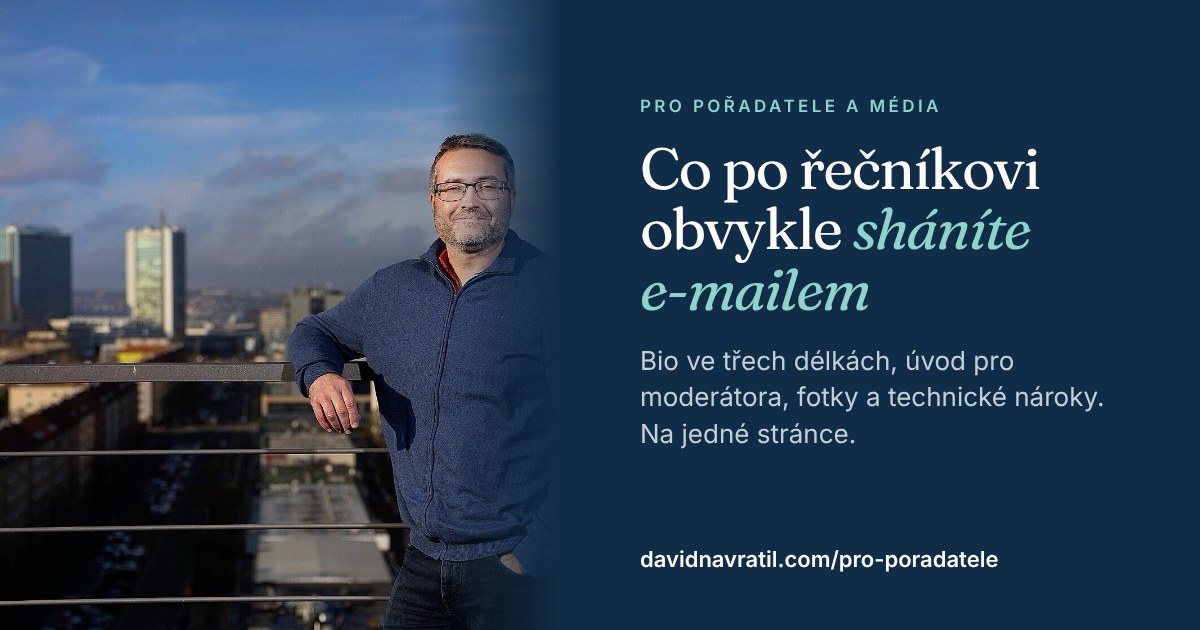 PRO POŘADATELE A MÉDIA
Co po řečníkovi
obvykle sháníte
e-mailem
Bio ve třech délkách, úvod pro
moderátora, fotky a technické nároky.
Na jedné stránce.
davidnavratil.com/pro-poradatele